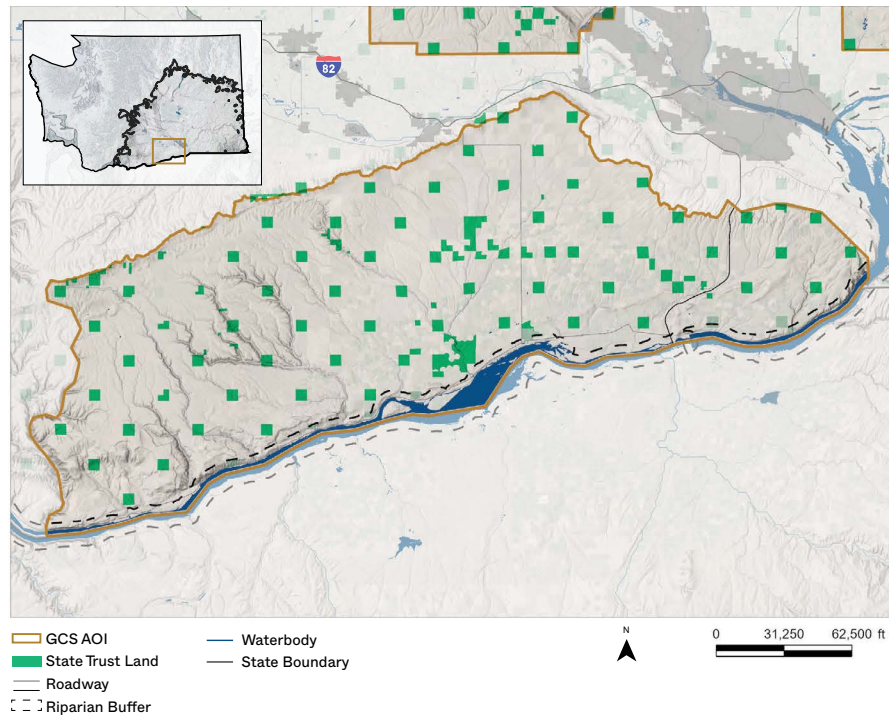 82
GCS AOI
State Trust Land
Roadway
Riparian Buffer
Waterbody
State Boundary
N
0 31,250 62,500 ft